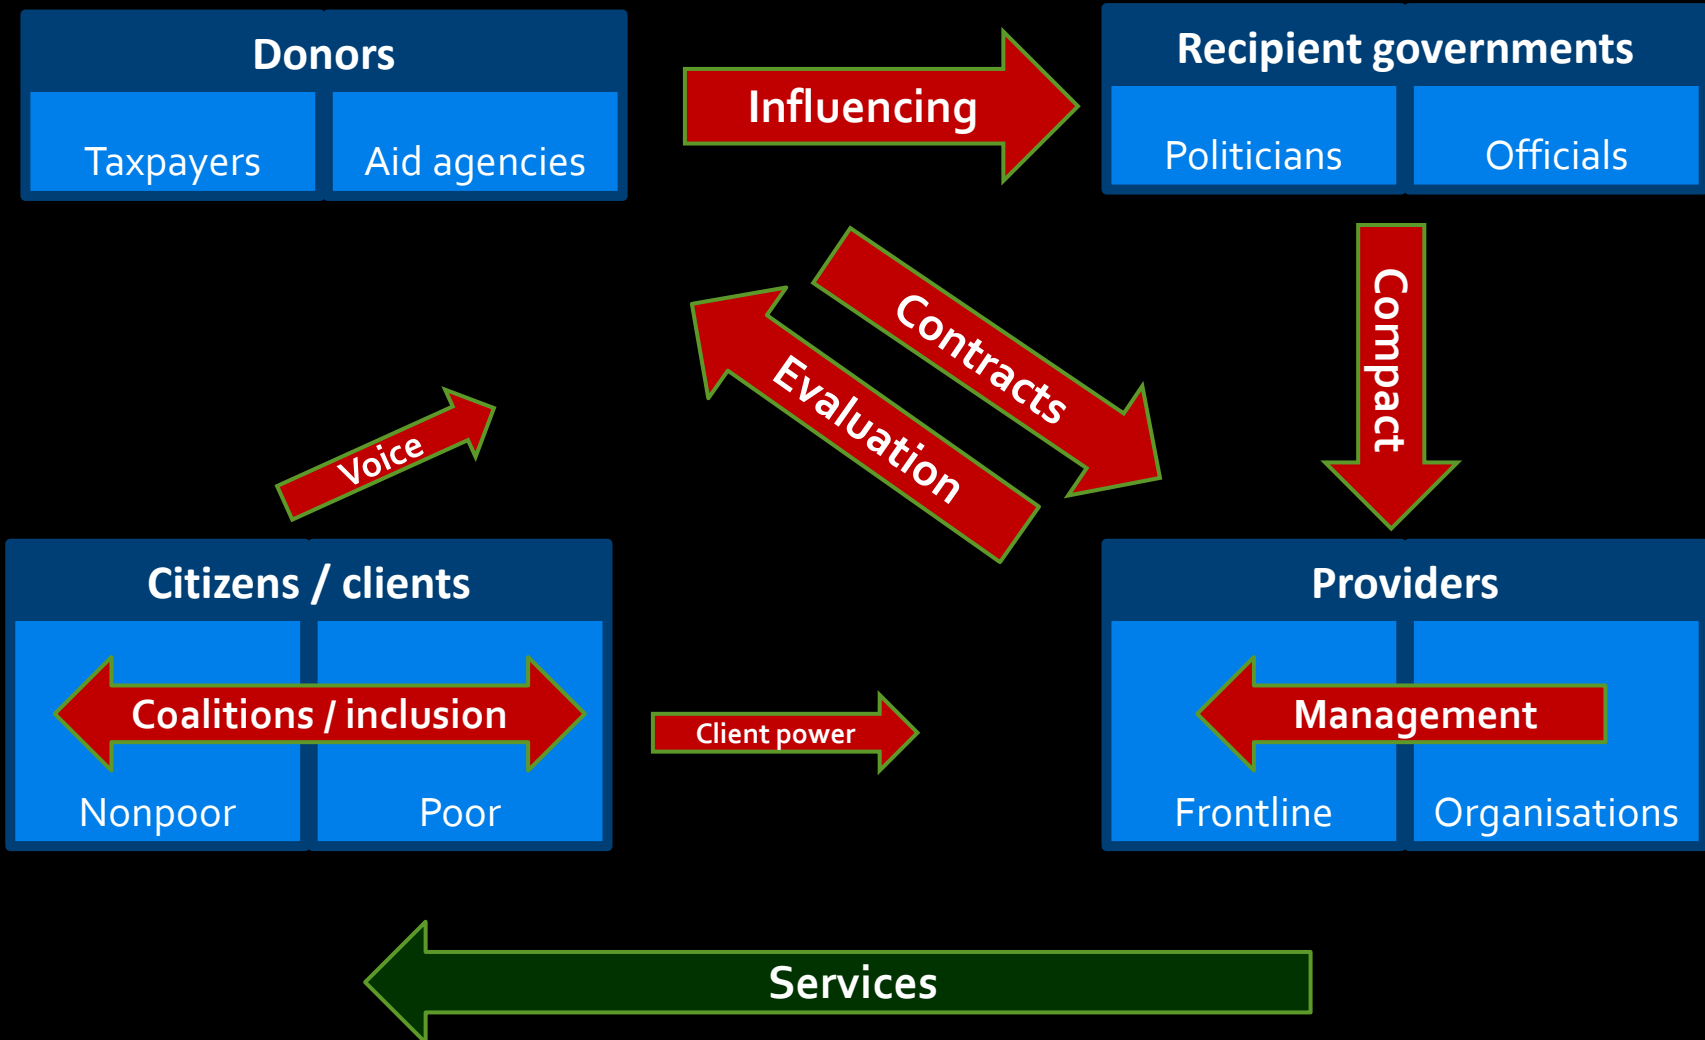 Donors
Taxpayers
Aid agencies
Influencing
Recipient governments
Politicians
Officials
Contracts
Evaluation
Compact
Voice
Citizens / clients
Coalitions / inclusion
Nonpoor
Poor
Client power
Providers
Management
Frontline
Organisations
Services